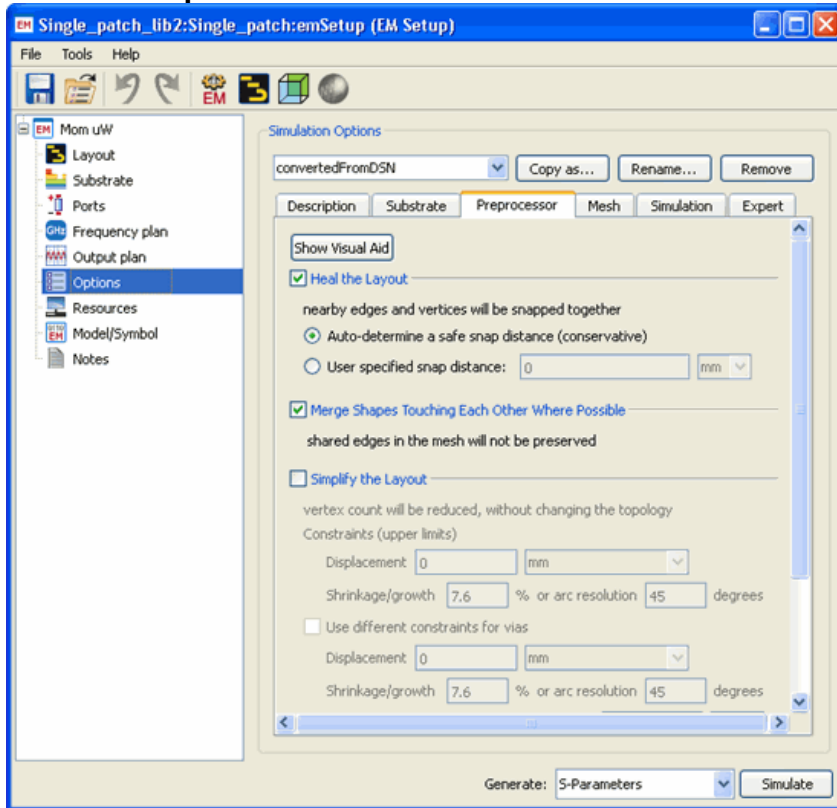 Single_patch_lib2:Single_patch:emSetup (EM Setup)
File Tools Help
EM
EM Mom uW
Layout
Substrate
Ports
GHz Frequency plan
Output plan
Options
Resources
EM Model/Symbol
Notes
Simulation Options
convertedFromDSN Copy as... Rename... Remove
Description Substrate Preprocessor Mesh Simulation Expert
Show Visual Aid
Heal the Layout
nearby edges and vertices will be snapped together
Auto-determine a safe snap distance (conservative)
User specified snap distance: 0 mm
Merge Shapes Touching Each Other Where Possible
shared edges in the mesh will not be preserved
Simplify the Layout
vertex count will be reduced, without changing the topology
Constraints (upper limits)
Displacement 0 mm
Shrinkage/growth 7.6 % or arc resolution 45 degrees
Use different constraints for vias
Displacement 0 mm
Shrinkage/growth 7.6 % or arc resolution 45 degrees
Generate: S-Parameters Simulate